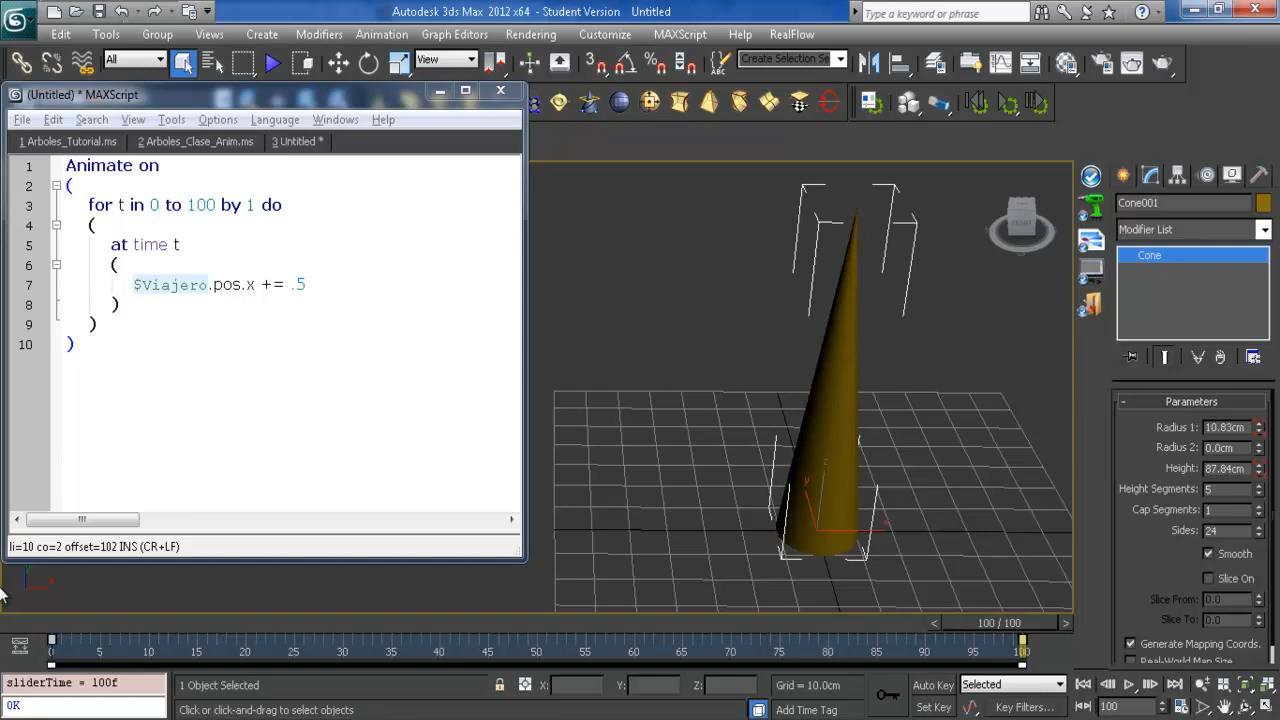 Autodesk 3ds Max 2012 x64 - Student Version Untitled
Type a keyword or phrase
Edit Tools Group Views Create Modifiers Animation Graph Editors Rendering Customize MAXScript Help RealFlow
All View Create Selection Se
(Untitled) * MAXScript
File Edit Search View Tools Options Language Windows Help
1 Arboles_Tutorial.ms 2 Arboles_Clase_Anim.ms 3 Untitled *
1 Animate on
2 (
3 for t in 0 to 100 by 1 do
4 (
5 at time t
6 (
7 $Viajero.pos.x += .5
8 )
9 )
10 )
li=10 co=2 offset=102 INS (CR+LF)
FRONT
Cone001
Modifier List
Cone
- Parameters
Radius 1: 10.83cm
Radius 2: 0.0cm
Height: 87.84cm
Height Segments: 5
Cap Segments: 1
Sides: 24
Smooth
Slice On
Slice From: 0.0
Slice To: 0.0
Generate Mapping Coords.
Real-World Map Size
x y z
< 100 / 100 >
0 5 10 15 20 25 30 35 40 45 50 55 60 65 70 75 80 85 90 95 100
sliderTime = 100f
OK
1 Object Selected X: Y: Z: Grid = 10.0cm Auto Key Selected
Click or click-and-drag to select objects Add Time Tag Set Key Key Filters... 100